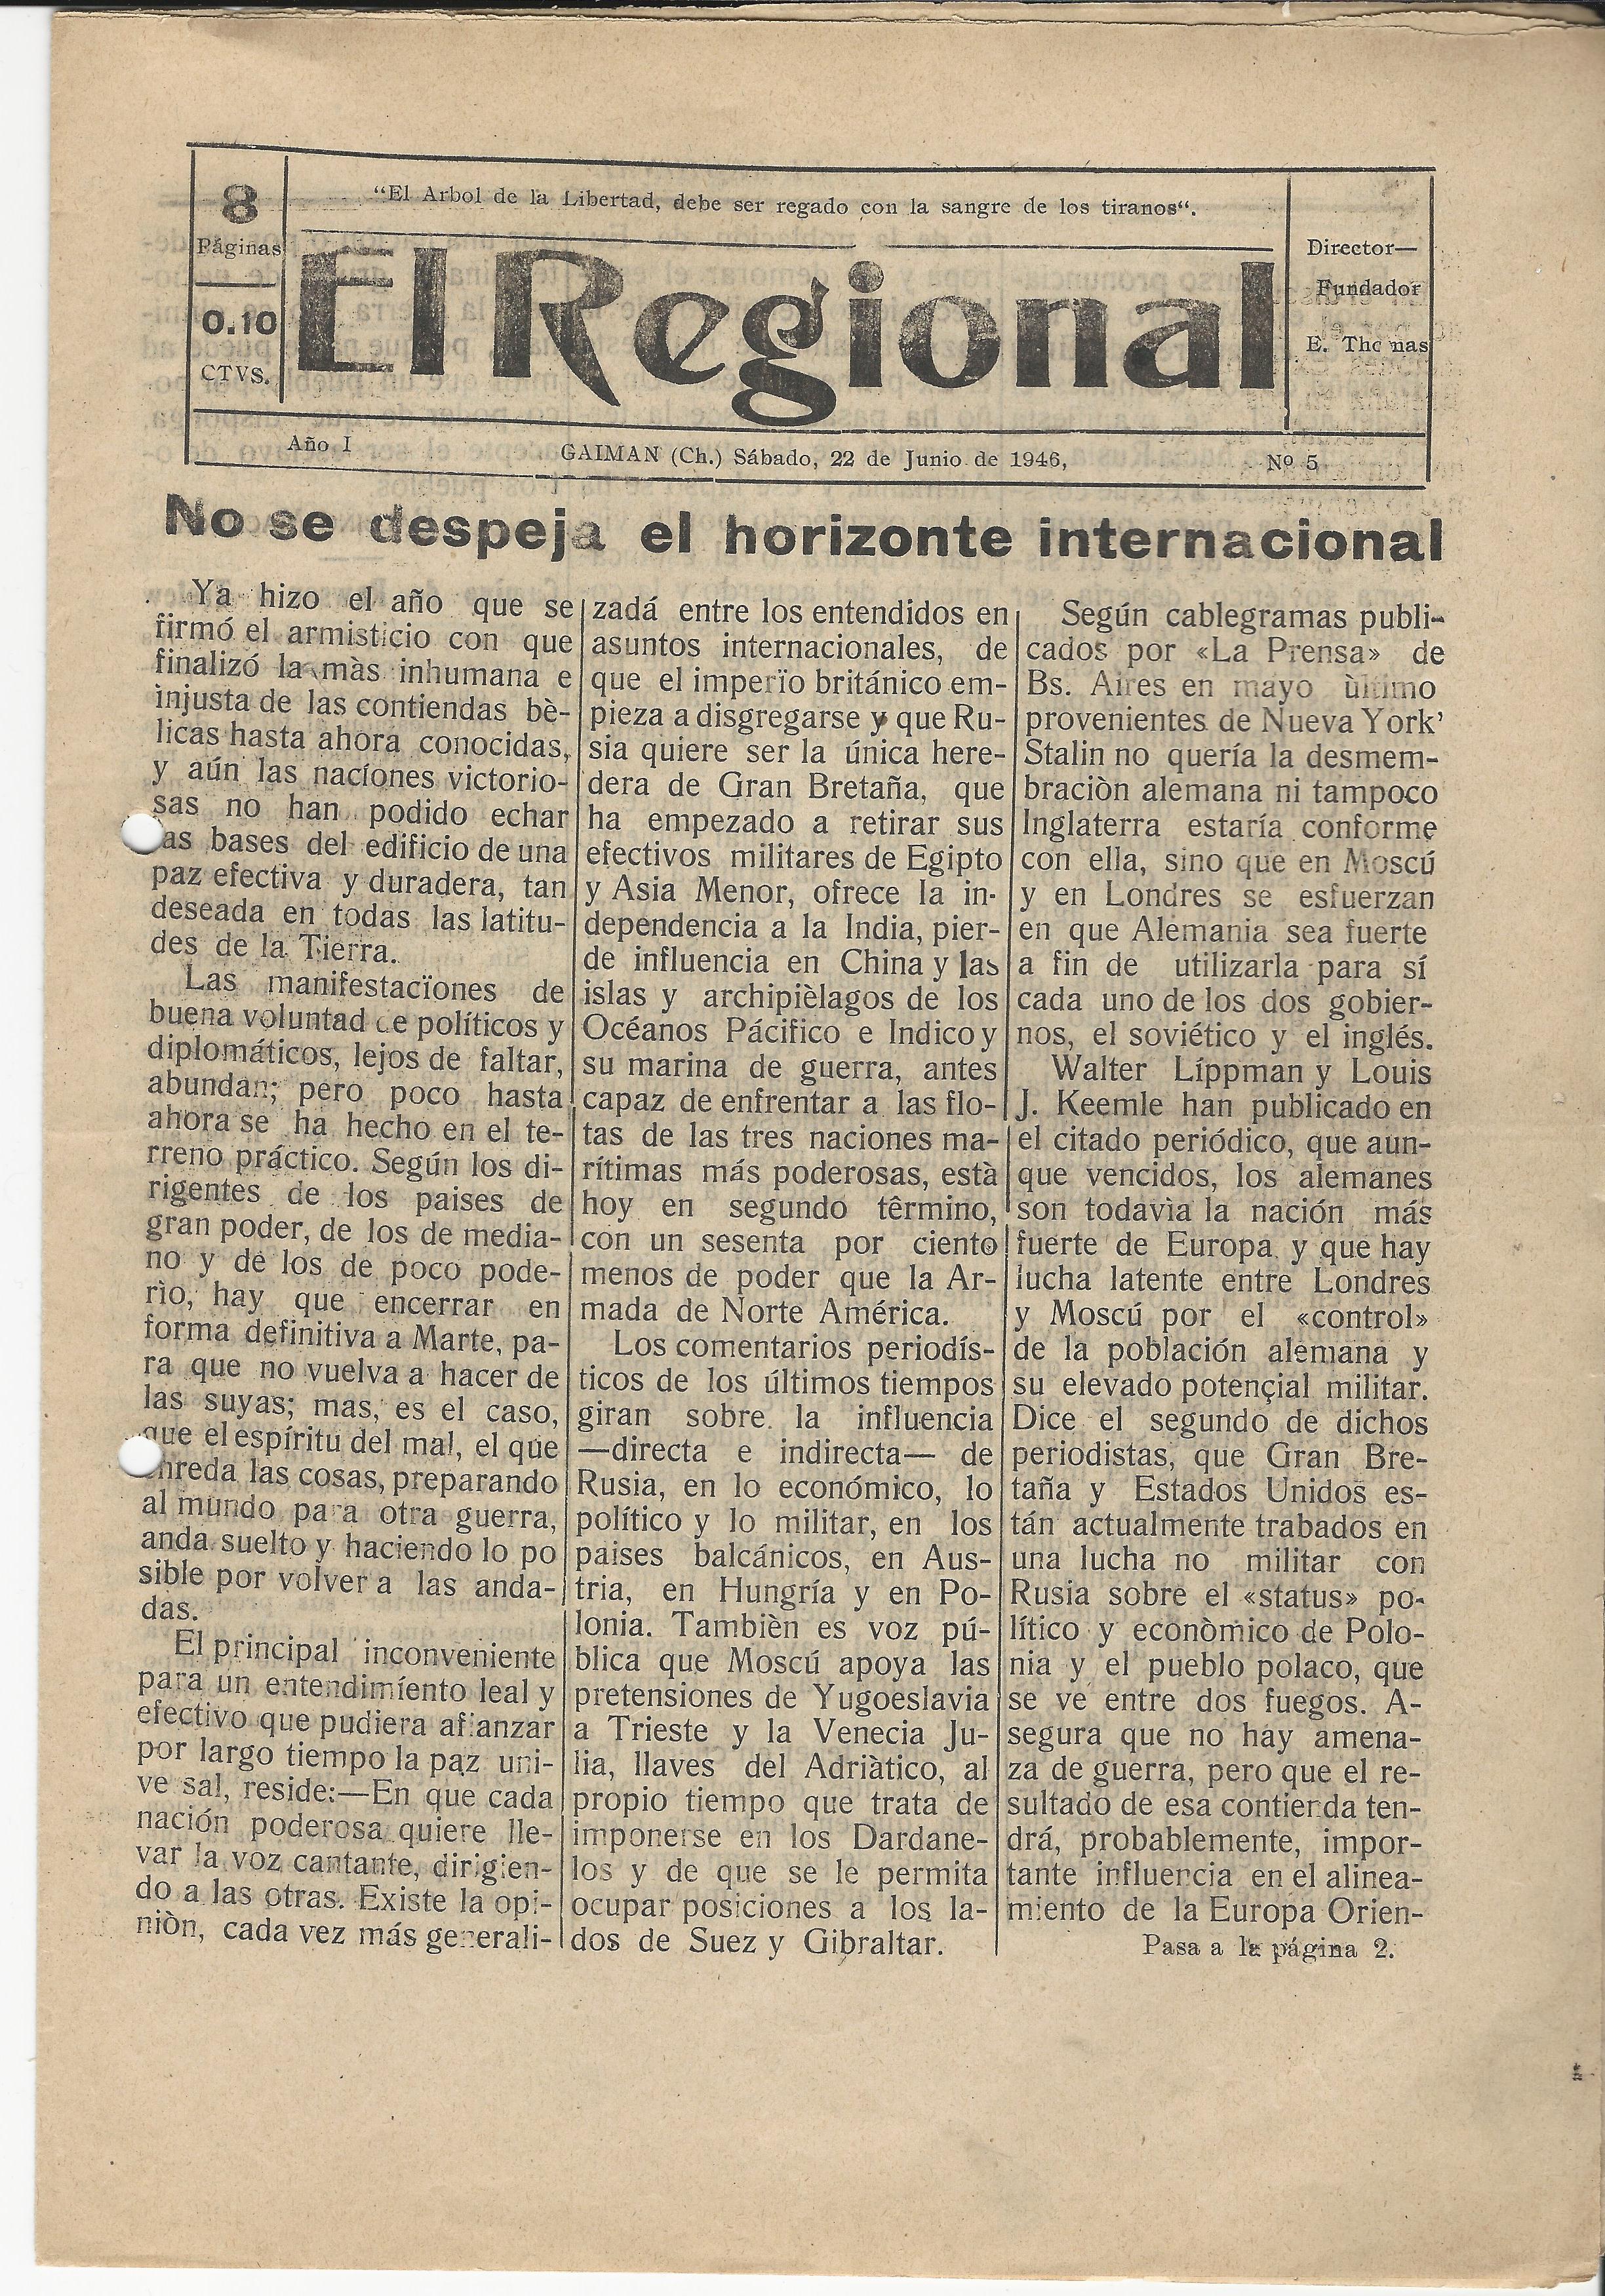 8
Páginas
0.10
CTVS.
“El Arbol de la Libertad, debe ser regado con la sangre de los tiranos“.
El Regional
Director—
Fundador
E. Thomas
Año I
GAIMAN (Ch.) Sábado, 22 de Junio de 1946,
Nº 5
No se despeja el horizonte internacional
Ya hizo el año que se
firmó el armisticio con que
finalizó la màs inhumana e
injusta de las contiendas bè-
licas hasta ahora conocidas,
y aún las naciones victorio-
sas no han podido echar
as bases del edificio de una
paz efectiva y duradera, tan
deseada en todas las latitu-
des de la Tierra.
Las manifestacïones de
buena voluntad de políticos y
diplomáticos, lejos de faltar,
abundan; pero poco hasta
ahora se ha hecho en el te-
rreno práctico. Según los di-
rigentes de los paises de
gran poder, de los de media-
no y de los de poco pode-
rìo, hay que encerrar en
forma definitiva a Marte, pa-
ra que no vuelva a hacer de
las suyas; mas, es el caso,
que el espíritu del mal, el que
enreda las cosas, preparando
al mundo para otra guerra,
anda suelto y haciendo lo po
sible por volver a las anda-
das.
El principal inconveniente
para un entendimíento leal y
efectivo que pudiera afianzar
por largo tiempo la paz uni-
ve sal, reside:—En que cada
nación poderosa quiere lle-
var la voz cantante, dirigien-
do a las otras. Existe la opi-
niòn, cada vez más generali-
zadá entre los entendidos en
asuntos internacionales, de
que el imperïo británico em-
pieza a disgregarse y que Ru-
sia quiere ser la única here-
dera de Gran Bretaña, que
ha empezado a retirar sus
efectivos militares de Egipto
y Asia Menor, ofrece la in-
dependencia a la India, pier-
de influencia en China y las
islas y archipièlagos de los
Océanos Pácifico e Indico y
su marina de guerra, antes
capaz de enfrentar a las flo-
tas de las tres naciones ma-
rítimas más poderosas, està
hoy en segundo têrmino,
con un sesenta por ciento
menos de poder que la Ar-
mada de Norte América.
Los comentarios periodís-
ticos de los últimos tiempos
giran sobre la influencia
—directa e indirecta— de
Rusia, en lo económico, lo
político y lo militar, en los
paises balcánicos, en Aus-
tria, en Hungría y en Po-
lonia. Tambièn es voz pú-
blica que Moscú apoya las
pretensiones de Yugoeslavia
a Trieste y la Venecia Ju-
lia, llaves del Adriàtico, al
propio tiempo que trata de
imponerse en los Dardane-
los y de que se le permita
ocupar posiciones a los la-
dos de Suez y Gibraltar.
Según cablegramas publi-
cados por «La Prensa» de
Bs. Aires en mayo ùltimo
provenientes de Nueva York’
Stalin no quería la desmem-
braciòn alemana ni tampoco
Inglaterra estaría conforme
con ella, sino que en Moscú
y en Londres se esfuerzan
en que Alemania sea fuerte
a fin de utilizarla para sí
cada uno de los dos gobier-
nos, el soviético y el inglés.
Walter Líppman y Louis
J. Keemle han publicado en
el citado periódico, que aun-
que vencidos, los alemanes
son todavìa la nación más
fuerte de Europa y que hay
lucha latente entre Londres
y Moscú por el «control»
de la población alemana y
su elevado potençial militar.
Dice el segundo de dichos
periodistas, que Gran Bre-
taña y Estados Unidos es-
tán actualmente trabados en
una lucha no militar con
Rusia sobre el «status» po-
lítico y econòmico de Polo-
nia y el pueblo polaco, que
se ve entre dos fuegos. A-
segura que no hay amena-
za de guerra, pero que el re-
sultado de esa contienda ten-
drá, probablemente, impor-
tante influencia en el alinea-
miento de la Europa Orien-
Pasa a la página 2.